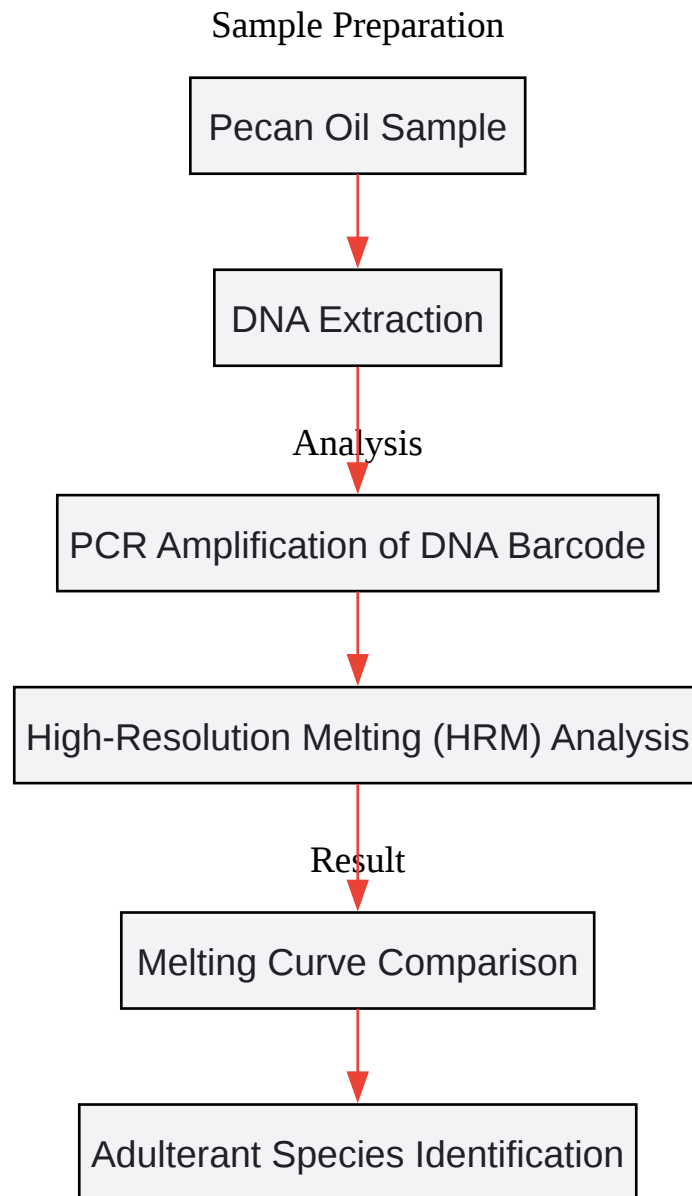 Sample Preparation
Pecan Oil Sample
DNA Extraction
Analysis
PCR Amplification of DNA Barcode
High-Resolution Melting (HRM) Analysis
Result
Melting Curve Comparison
Adulterant Species Identification